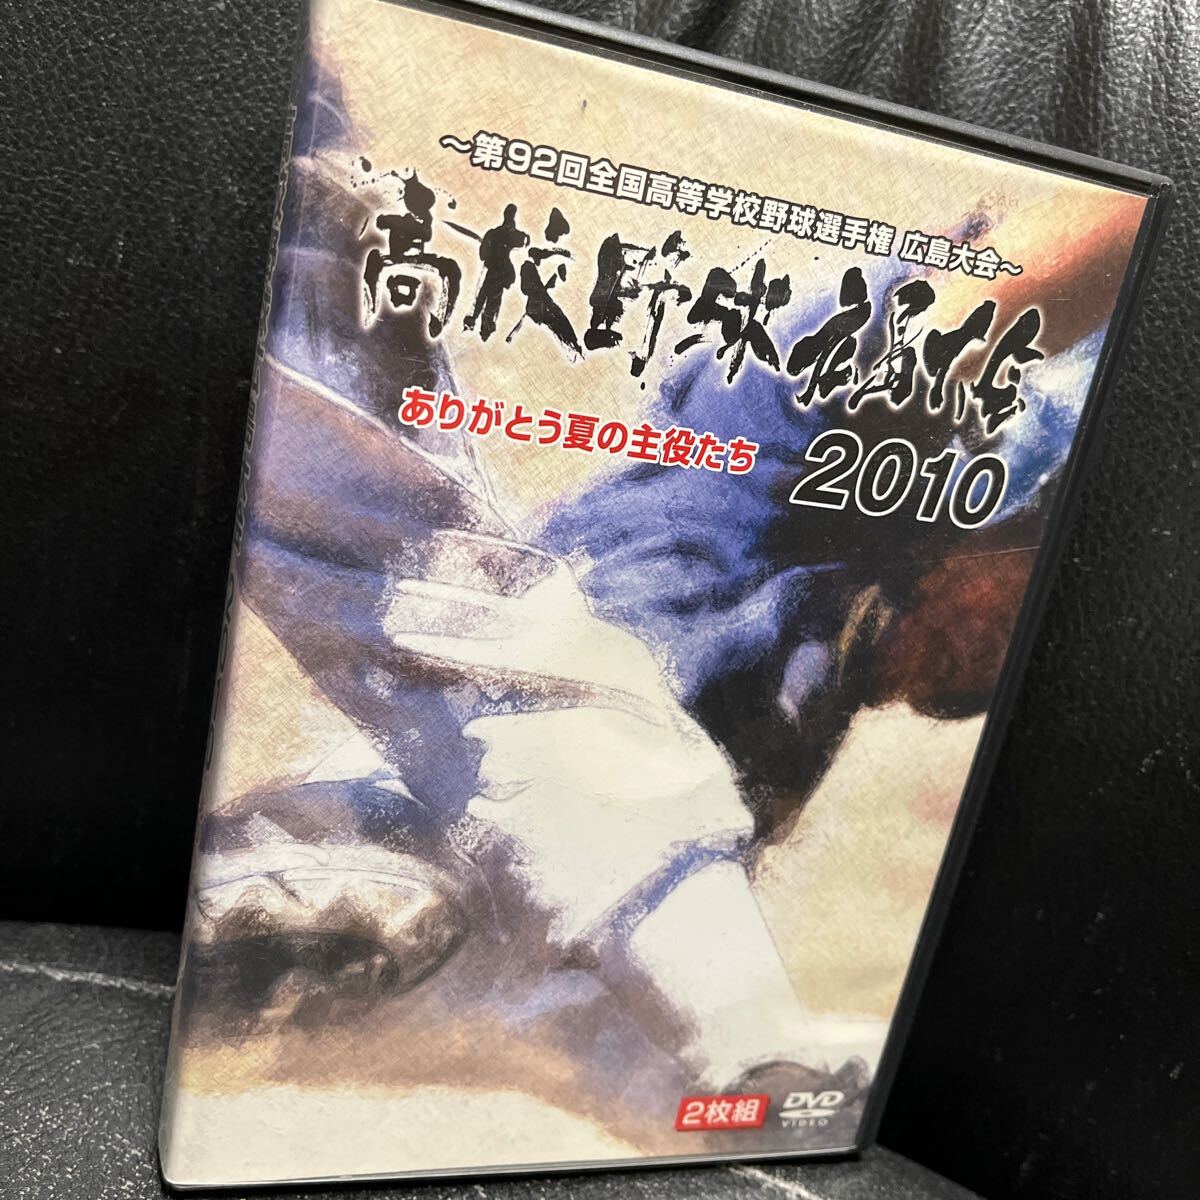 ～第92回全国高等学校野球選手権 広島大会～
高校野球広島大会
2010
ありがとう夏の主役たち
2枚組
DVD
VIDEO